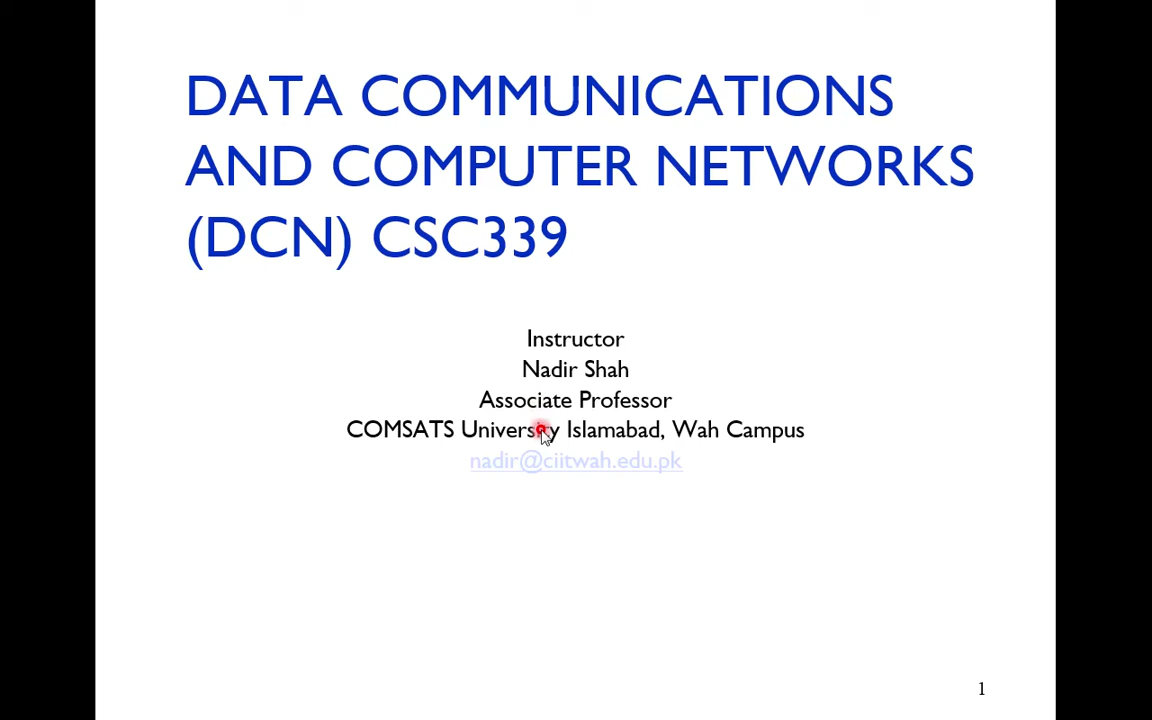 DATA COMMUNICATIONS
AND COMPUTER NETWORKS
(DCN) CSC339
Instructor
Nadir Shah
Associate Professor
COMSATS University Islamabad, Wah Campus
nadir@ciitwah.edu.pk
1